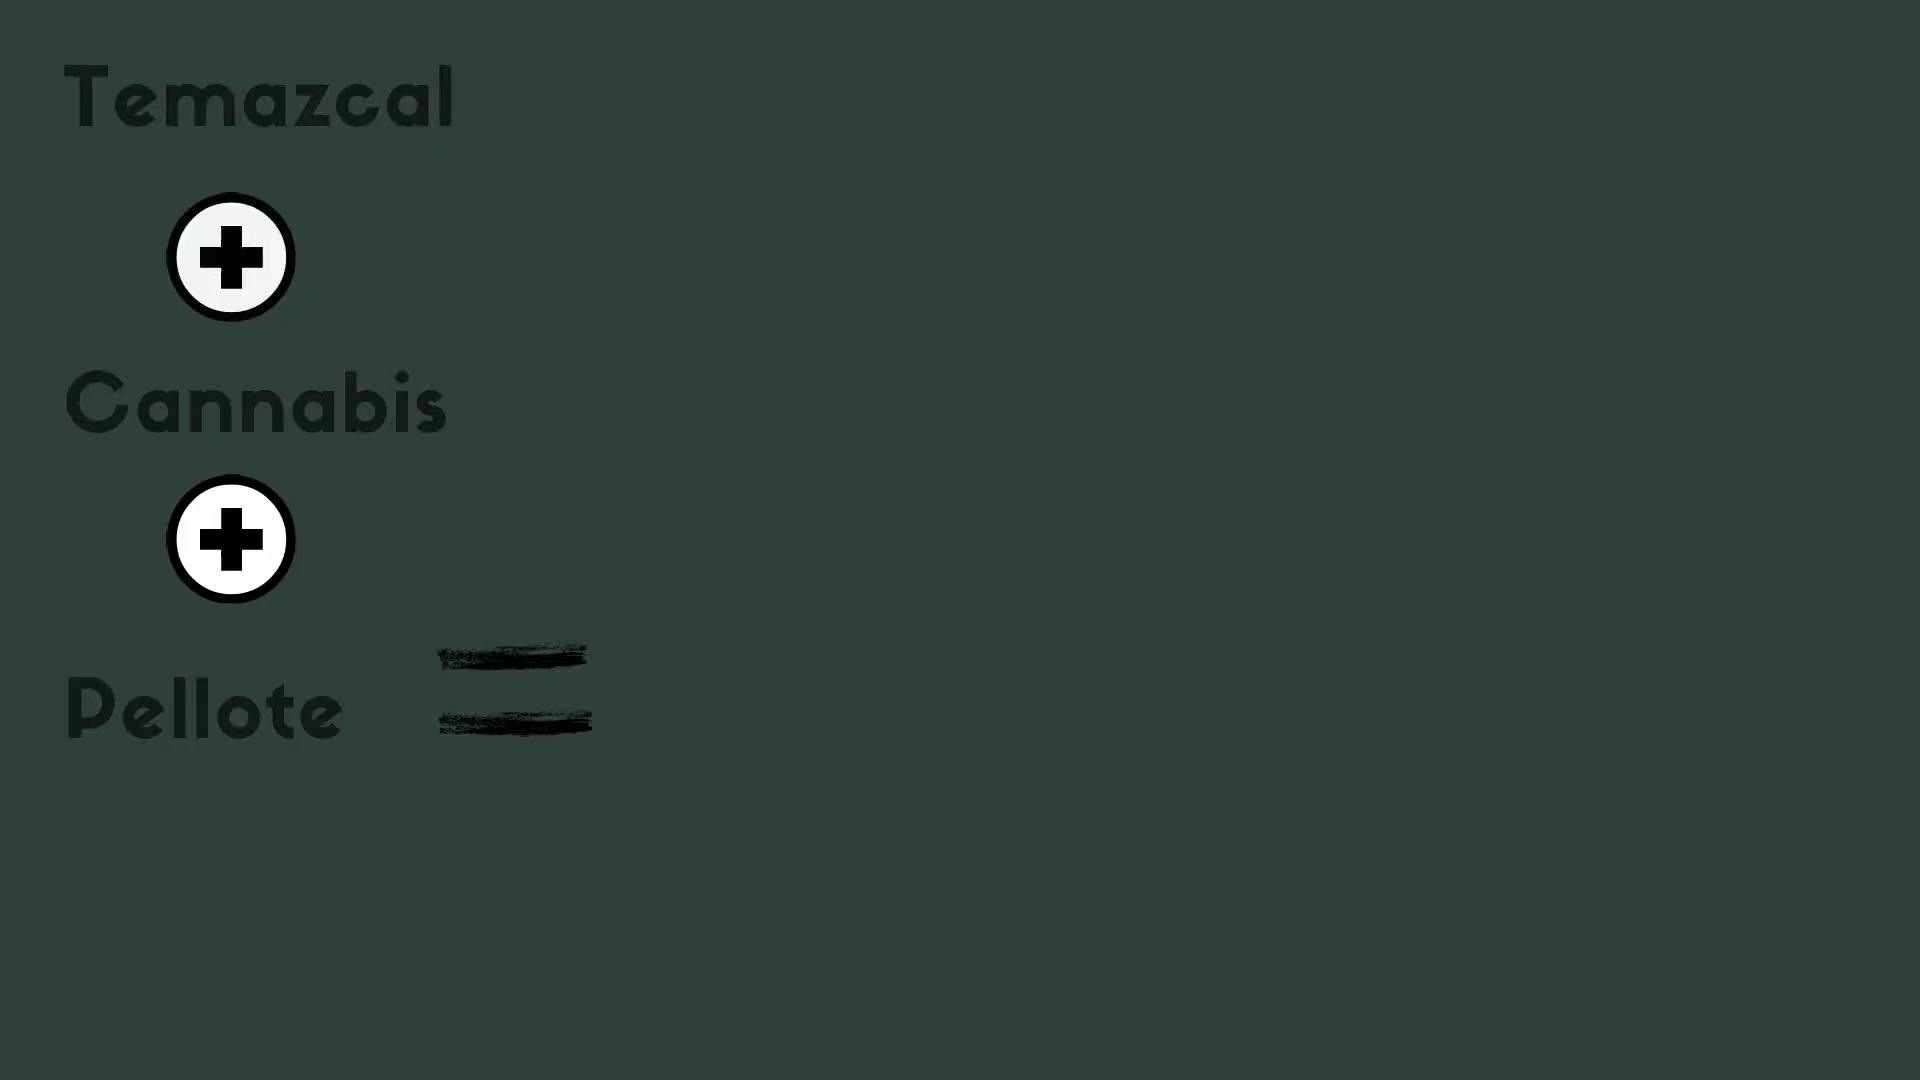 Temazcal
+
Cannabis
+
Pellote =